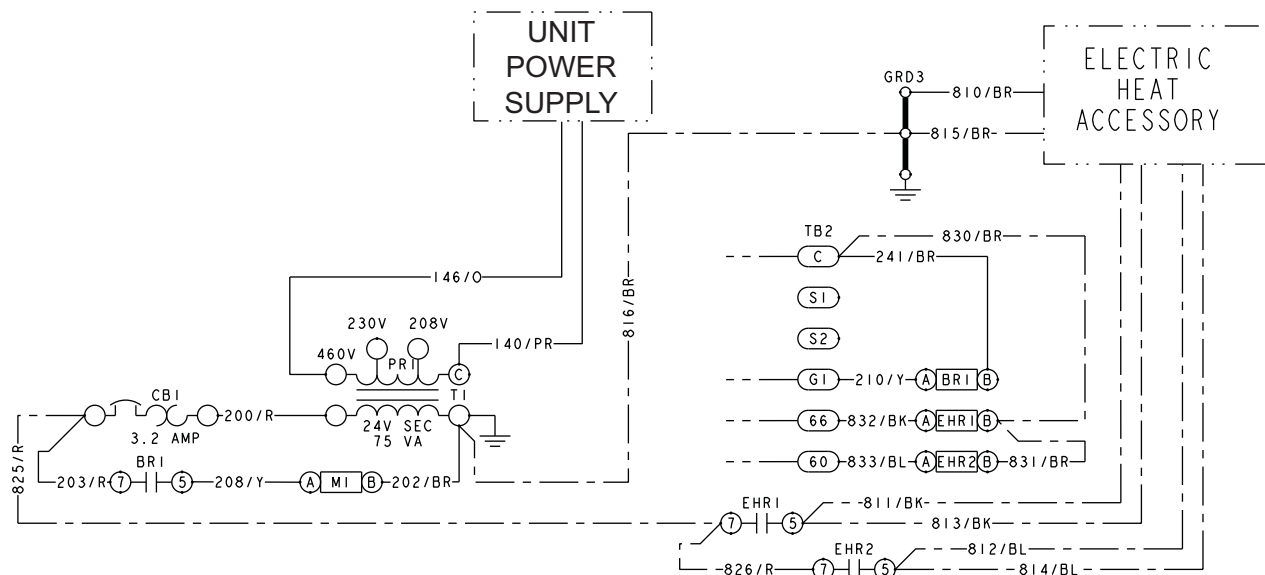 UNIT
POWER
SUPPLY
ELECTRIC
HEAT
ACCESSORY
GRD3
810/BR
815/BR
TB2
830/BR
C
241/BR
146/O
816/BR
S1
S2
230V 208V
460V
PR1
140/PR
C
T1
G1 210/Y A BR1 B
CB1
200/R
24V SEC
75 VA
3.2 AMP
66 832/BK A EHR1 B
825/R
BR1
203/R 7 5 208/Y A M1 B 202/BR
60 833/BL A EHR2 B 831/BR
EHR1
811/BK
7 5
813/BK
EHR2
812/BL
826/R 7 5
814/BL